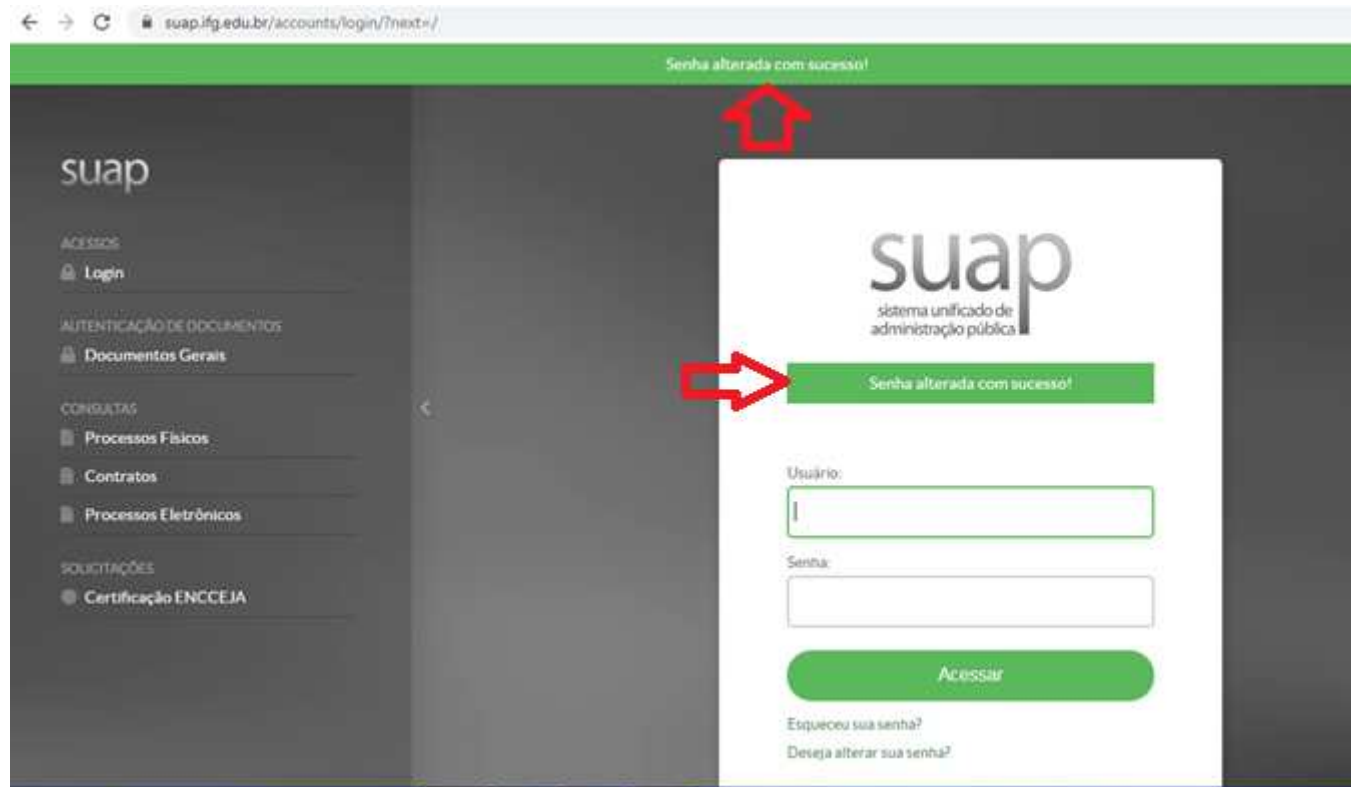 suap.ifg.edu.br/accounts/login/?next=/
Senha alterada com sucesso!
suap
ACESSOS
Login
AUTENTICAÇÃO DE DOCUMENTOS
Documentos Gerais
CONSULTAS
Processos Físicos
Contratos
Processos Eletrônicos
SOLICITAÇÕES
Certificação ENCCEJA
suap
sistema unificado de
administração pública
Senha alterada com sucesso!
Usuário:
Senha:
Acessar
Esqueceu sua senha?
Deseja alterar sua senha?